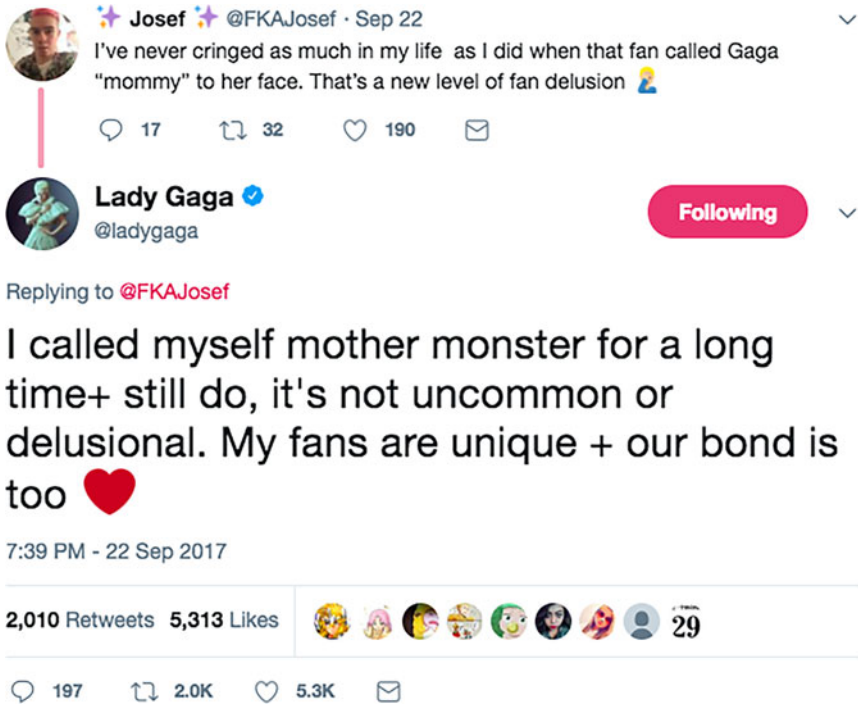 Josef @FKAJosef · Sep 22
I've never cringed as much in my life as I did when that fan called Gaga
"mommy" to her face. That's a new level of fan delusion
17 32 190
Lady Gaga
@ladygaga
Following
Replying to @FKAJosef
I called myself mother monster for a long
time+ still do, it's not uncommon or
delusional. My fans are unique + our bond is
too
7:39 PM - 22 Sep 2017
2,010 Retweets 5,313 Likes
29
197 2.0K 5.3K